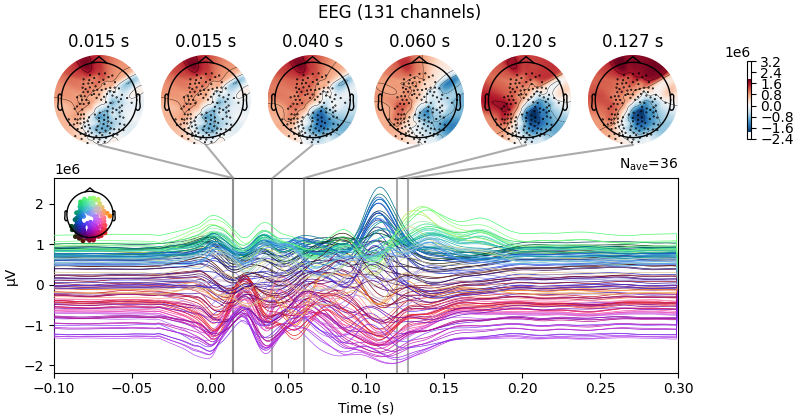 EEG (131 channels)
0.015 s 0.015 s 0.040 s 0.060 s 0.120 s 0.127 s
1e6
3.2
2.4
1.6
0.8
0.0
−0.8
−1.6
−2.4
Nave=36
1e6
2
1
0
−1
−2
µV
−0.10 −0.05 0.00 0.05 0.10 0.15 0.20 0.25 0.30
Time (s)